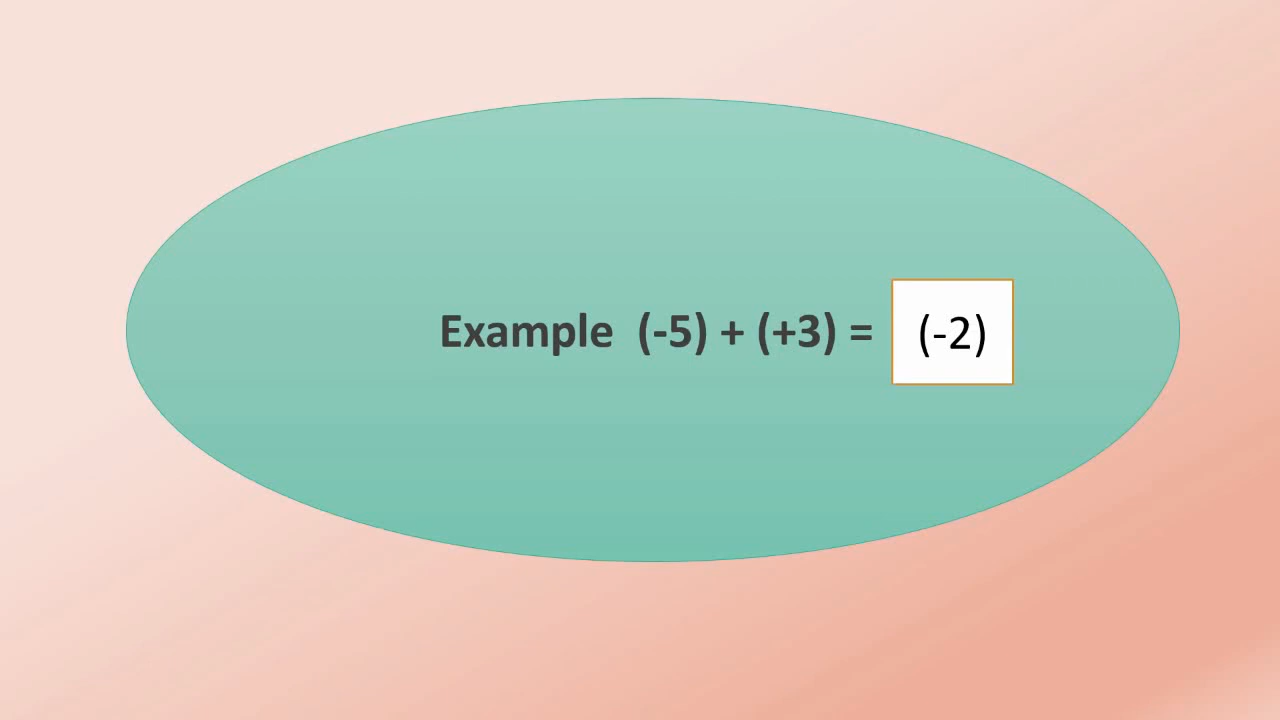 Example (-5) + (+3) = (-2)